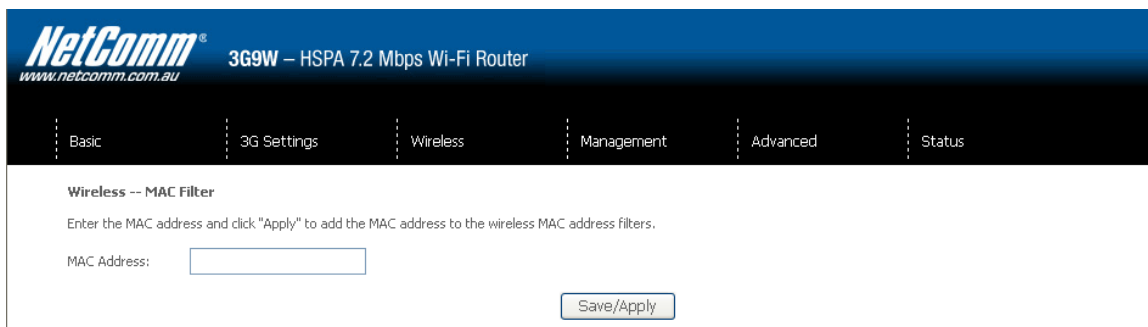 NetComm®
www.netcomm.com.au
3G9W – HSPA 7.2 Mbps Wi-Fi Router
Basic
3G Settings
Wireless
Management
Advanced
Status
Wireless -- MAC Filter
Enter the MAC address and click "Apply" to add the MAC address to the wireless MAC address filters.
MAC Address:
Save/Apply